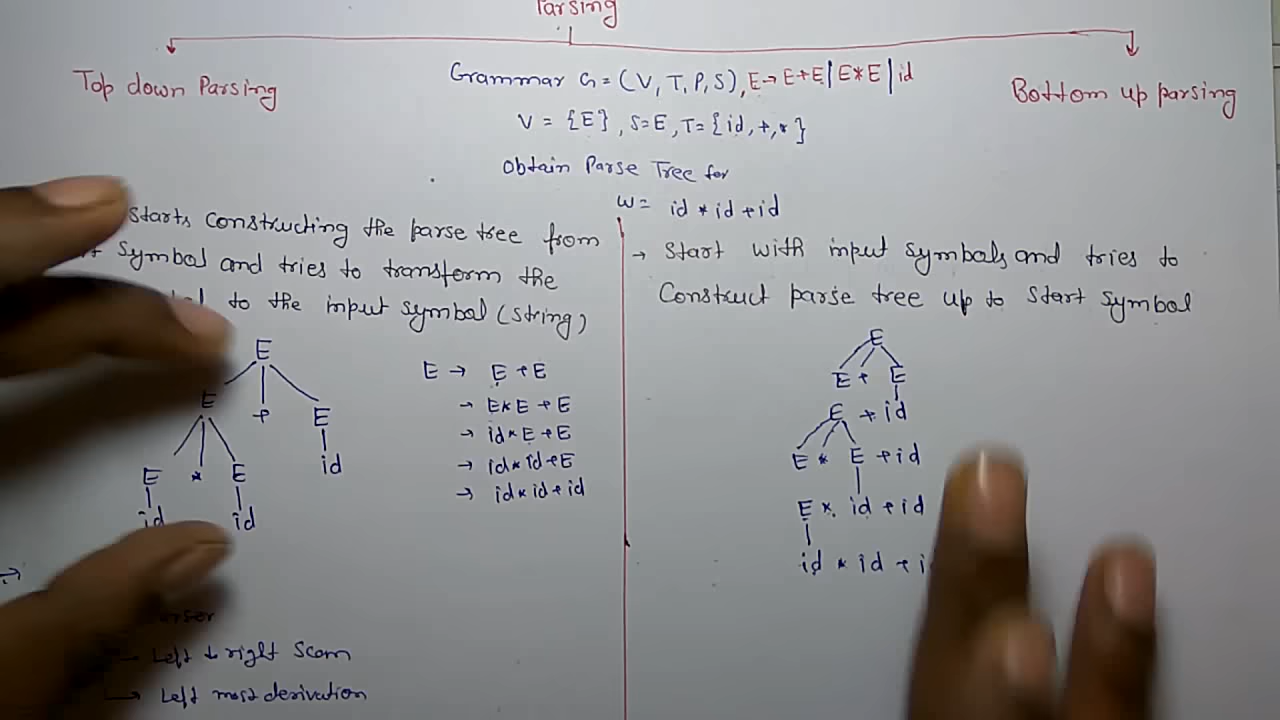 Parsing
Top down Parsing
Grammar G = (V, T, P, S), E → E + E | E * E | id
Bottom up parsing
V = {E}, S = E, T = {id, +, *}
Obtain Parse Tree for
W = id * id + id
Starts constructing the parse tree from
symbol and tries to transform the
to the input symbol (string)
→ Start with input symbols and tries to
Construct parse tree up to start symbol
E
E + E
E * E id
id id
E → E + E
→ E * E + E
→ id * E + E
→ id * id + E
→ id * id + id
E
E + E
E + id
E * E + id
E * id + id
id * id + i
→
Left → right Scan
Left most derivation